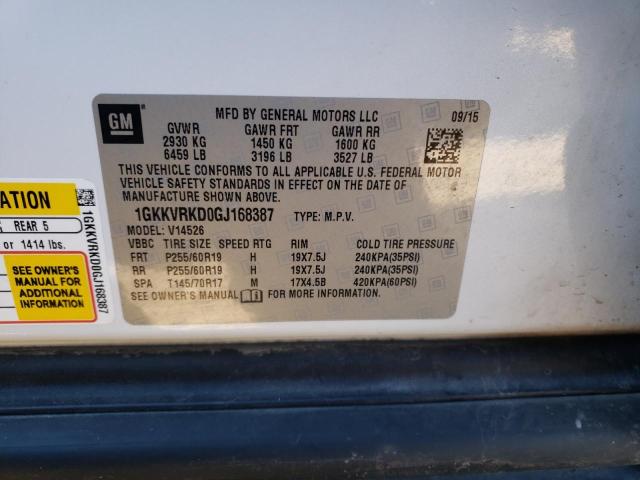 GM
MFD BY GENERAL MOTORS LLC 09/15
GVWR GAWR FRT GAWR RR
2930 KG 1450 KG 1600 KG
6459 LB 3196 LB 3527 LB
THIS VEHICLE CONFORMS TO ALL APPLICABLE U.S. FEDERAL MOTOR
VEHICLE SAFETY STANDARDS IN EFFECT ON THE DATE OF
MANUFACTURE SHOWN ABOVE.
1GKKVRKD0GJ168387 TYPE: M.P.V.
MODEL: V14526
VBBC TIRE SIZE SPEED RTG RIM COLD TIRE PRESSURE
FRT P255/60R19 H 19X7.5J 240KPA(35PSI)
RR P255/60R19 H 19X7.5J 240KPA(35PSI)
SPA T145/70R17 M 17X4.5B 420KPA(60PSI)
SEE OWNER'S MANUAL FOR MORE INFORMATION.
ATION
REAR 5
or 1414 lbs.
SEE OWNER'S
MANUAL FOR
ADDITIONAL
INFORMATION
1GKKVRKD0GJ168387